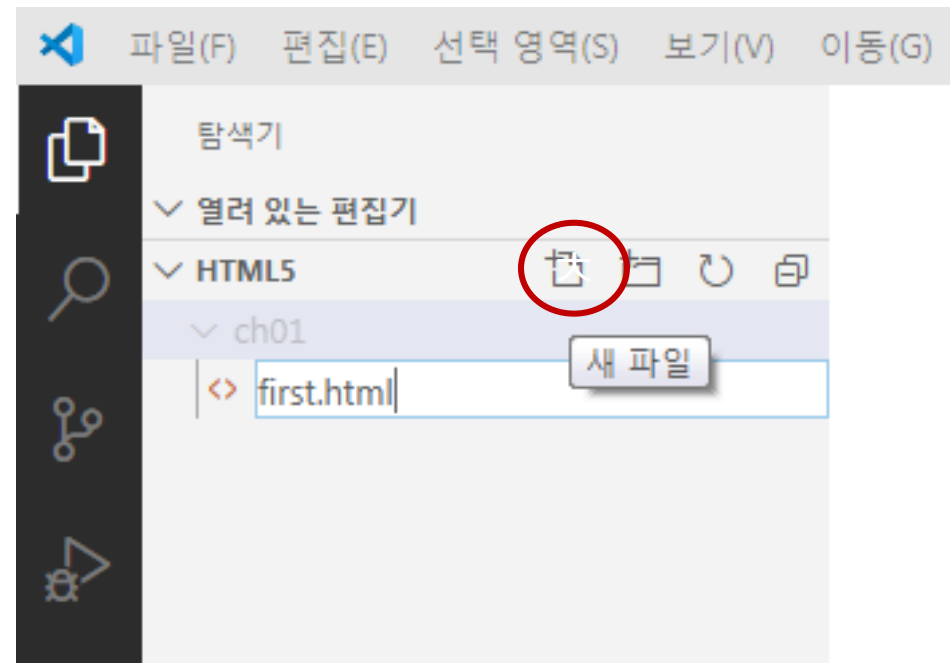 파일(F) 편집(E) 선택 영역(S) 보기(V) 이동(G)
탐색기
열려 있는 편집기
HTML5
大
ch01
새 파일
first.html